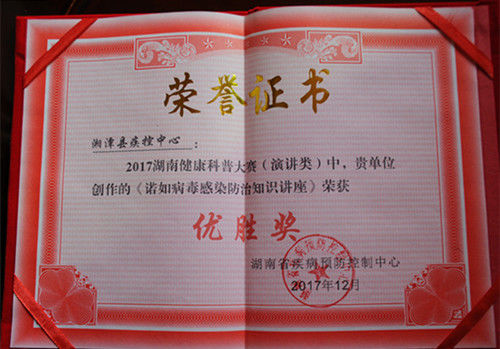 荣誉证书
湘潭县疾控中心：
2017湖南健康科普大赛（演讲类）中，贵单位
创作的《诺如病毒感染防治知识讲座》荣获
优胜奖
湖南省疾病预防控制中心
2017年12月